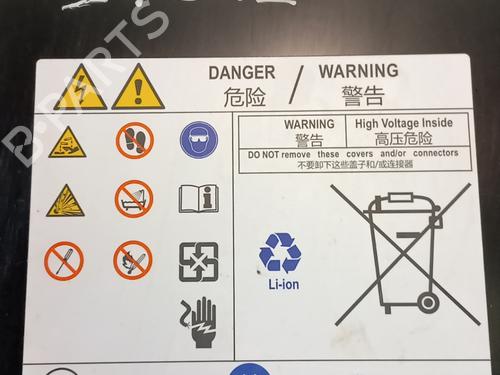 DANGER / WARNING
危险 警告
WARNING High Voltage Inside
警告 高压危险
DO NOT remove these covers and/or connectors
不要卸下这些盖子和/或连接器
Li-ion
B-PARTS